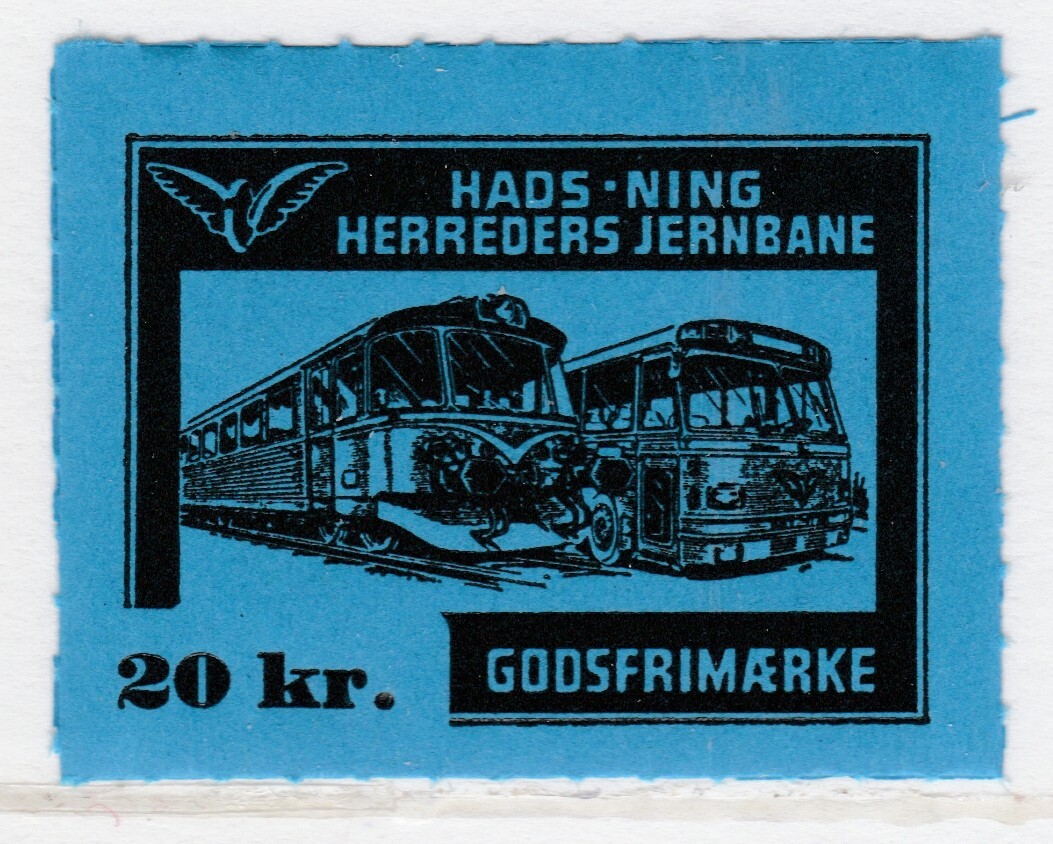 HADS-NING
HERREDERS JERNBANE
20 kr.
GODSFRIMÆRKE